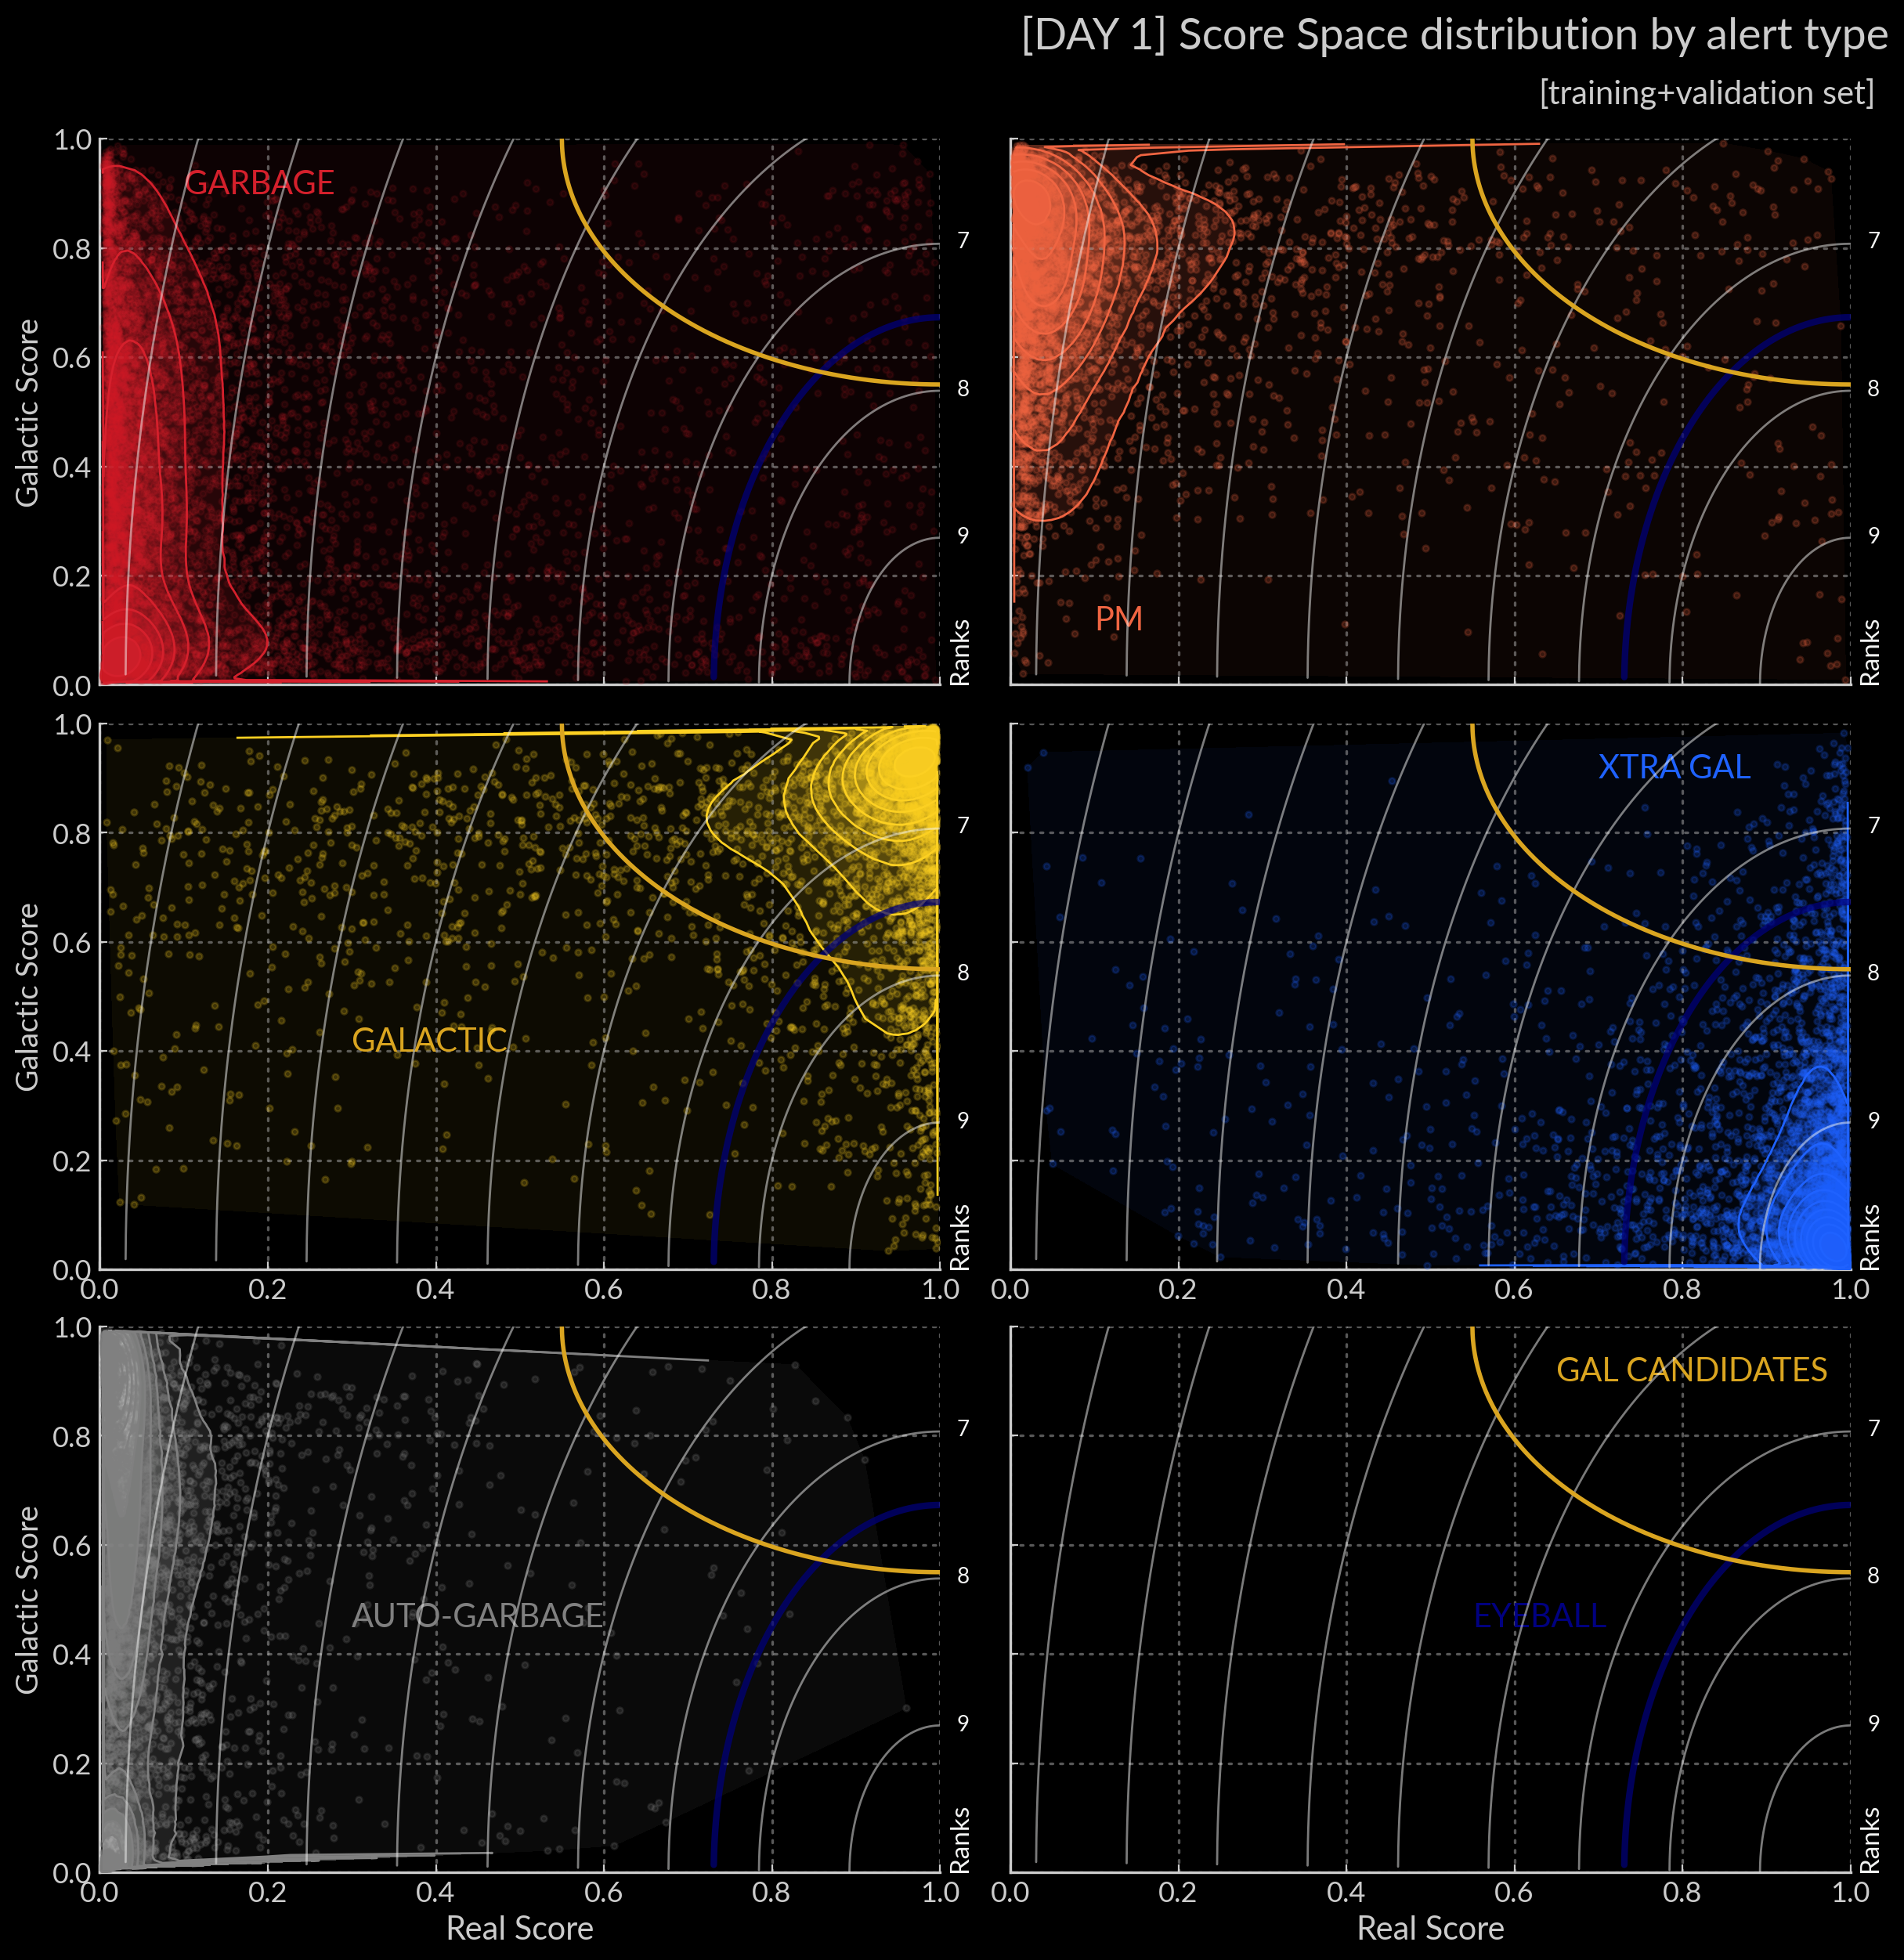 [DAY 1] Score Space distribution by alert type
[training+validation set]
1.0
0.8
0.6
0.4
0.2
0.0
Galactic Score
GARBAGE
7
8
9
Ranks
PM
7
8
9
Ranks
1.0
0.8
0.6
0.4
0.2
0.0
Galactic Score
GALACTIC
7
8
9
Ranks
0.0 0.2 0.4 0.6 0.8 1.0
XTRA GAL
7
8
9
Ranks
0.0 0.2 0.4 0.6 0.8 1.0
1.0
0.8
0.6
0.4
0.2
0.0
Galactic Score
AUTO-GARBAGE
7
8
9
Ranks
0.0 0.2 0.4 0.6 0.8 1.0
Real Score
GAL CANDIDATES
EYEBALL
7
8
9
Ranks
0.0 0.2 0.4 0.6 0.8 1.0
Real Score